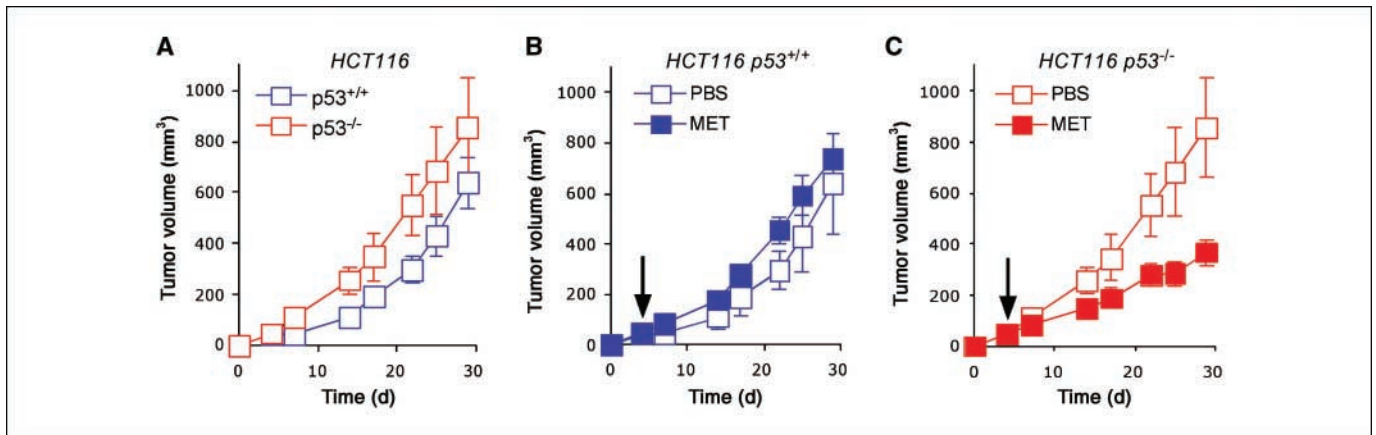 A
HCT116
p53+/+
p53-/-
Tumor volume (mm3)
1000
800
600
400
200
0
0 10 20 30
Time (d)
B
HCT116 p53+/+
PBS
MET
Tumor volume (mm3)
1000
800
600
400
200
0
0 10 20 30
Time (d)
C
HCT116 p53-/-
PBS
MET
Tumor volume (mm3)
1000
800
600
400
200
0
0 10 20 30
Time (d)